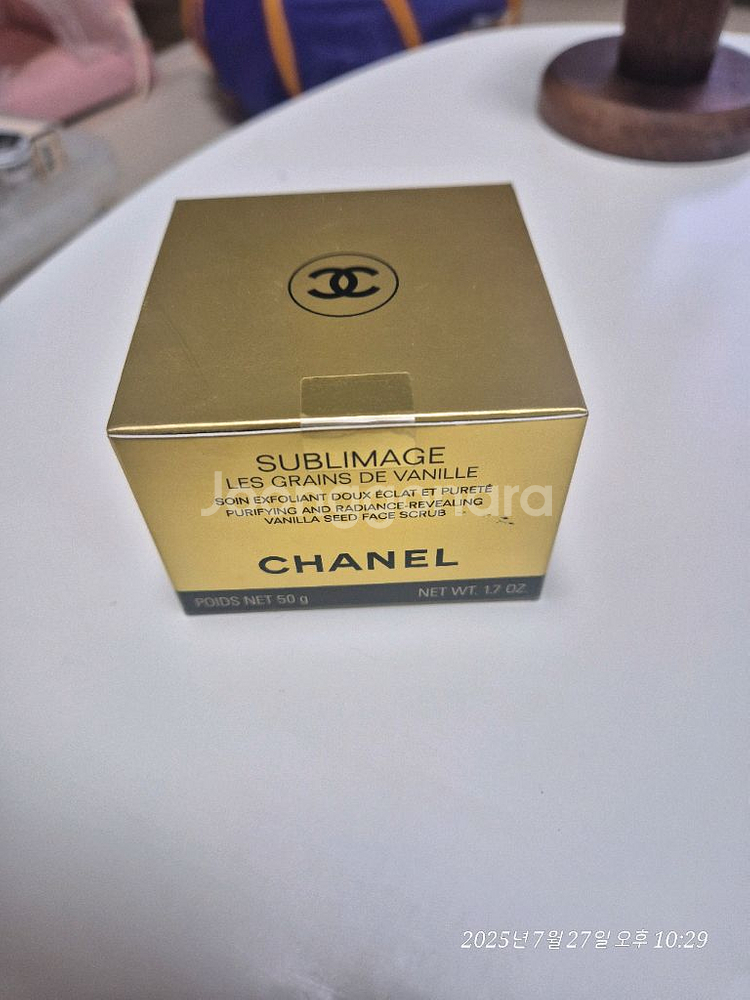 SUBLIMAGE
LES GRAINS DE VANILLE
SOIN EXFOLIANT DOUX ÉCLAT ET PURETÉ
PURIFYING AND RADIANCE-REVEALING
VANILLA SEED FACE SCRUB
Joonggonara
CHANEL
POIDS NET 50 g NET WT. 1.7 OZ.
2025년 7월 27일 오후 10:29